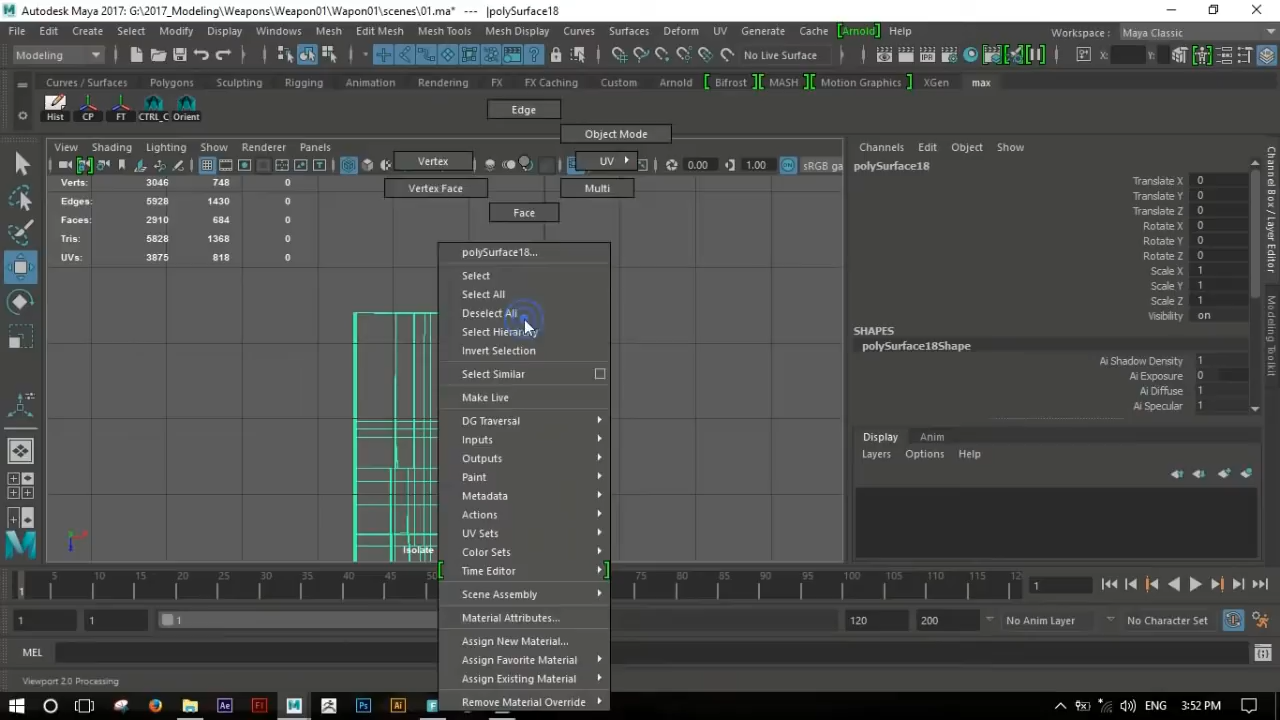 Autodesk Maya 2017: G:\2017_Modeling\Weapons\Weapon01\Wapon01\scenes\01.ma* --- |polySurface18
File Edit Create Select Modify Display Windows Mesh Edit Mesh Mesh Tools Mesh Display Curves Surfaces Deform UV Generate Cache Arnold Help Workspace : Maya Classic
Modeling No Live Surface X: Y:
Curves / Surfaces Polygons Sculpting Rigging Animation Rendering FX FX Caching Custom Arnold Bifrost MASH Motion Graphics XGen max
Hist CP FT CTRL_C Orient
Edge
Object Mode
View Shading Lighting Show Renderer Panels
Vertex UV
0.00 1.00 sRGB ga
Vertex Face Multi
Face
Verts: 3046 748 0
Edges: 5928 1430 0
Faces: 2910 684 0
Tris: 5828 1368 0
UVs: 3875 818 0
polySurface18...
Select
Select All
Deselect All
Select Hierarchy
Invert Selection
Select Similar
Make Live
DG Traversal
Inputs
Outputs
Paint
Metadata
Actions
UV Sets
Color Sets
Time Editor
Scene Assembly
Material Attributes...
Assign New Material...
Assign Favorite Material
Assign Existing Material
Remove Material Override
Isolate
Channels Edit Object Show
polySurface18
Translate X 0
Translate Y 0
Translate Z 0
Rotate X 0
Rotate Y 0
Rotate Z 0
Scale X 1
Scale Y 1
Scale Z 1
Visibility on
SHAPES
polySurface18Shape
Ai Shadow Density 1
Ai Exposure 0
Ai Diffuse 1
Ai Specular 1
Display Anim
Layers Options Help
Channel Box / Layer Editor
Modeling Toolkit
5 10 15 20 25 30 35 40 45 50 55 60 75 80 85 90 95 100 105 110 115 12
1
1 1 1 120 200 No Anim Layer No Character Set
MEL
Viewport 2.0 Processing
Ae Fl Ps Ai ENG 3:52 PM